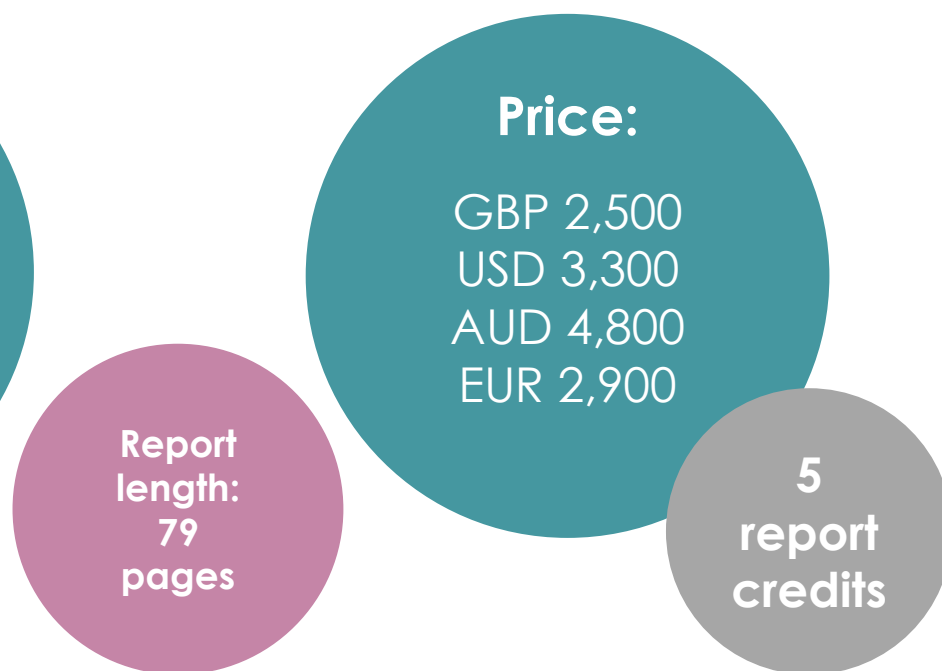 Price:
GBP 2,500
USD 3,300
AUD 4,800
EUR 2,900
Report
length:
79
pages
5
report
credits